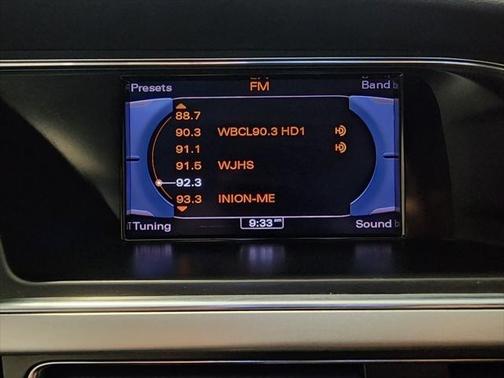 FM
Presets
Band
88.7
90.3 WBCL90.3 HD1
91.1
91.5 WJHS
92.3
93.3 INION-ME
Tuning
Sound
9:33 am